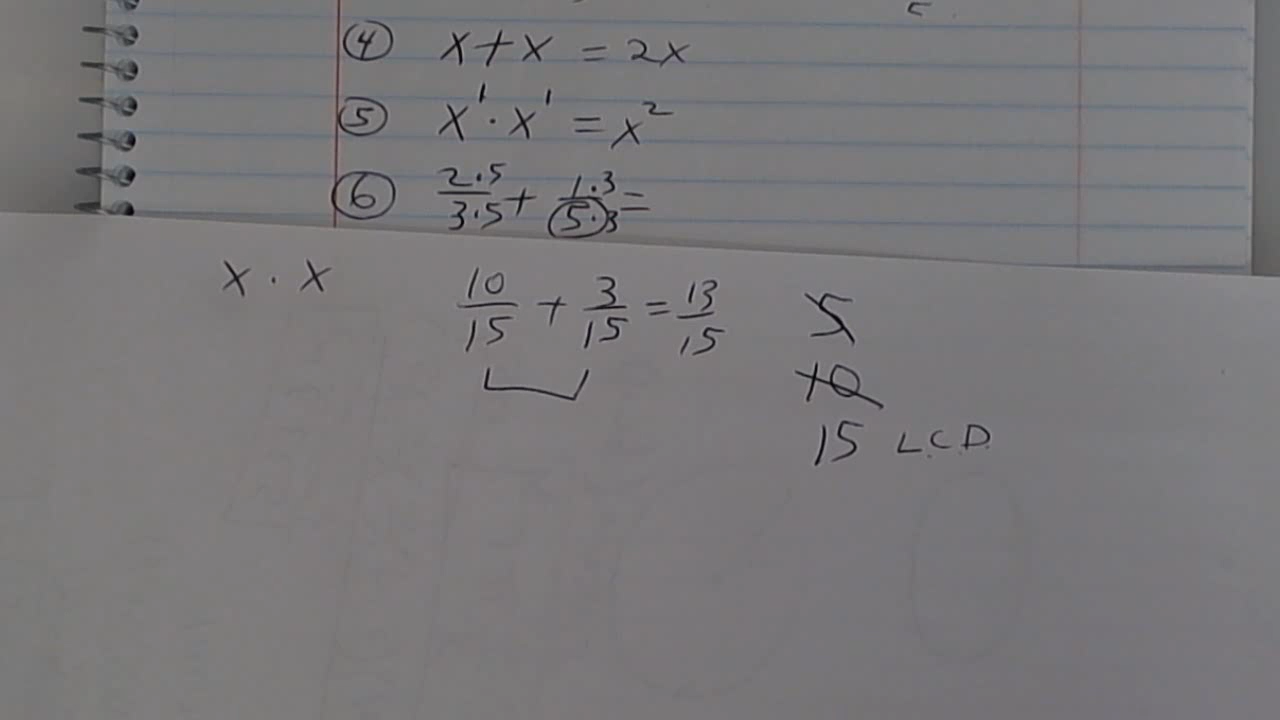 ④ x + x = 2x
⑤ x¹ · x¹ = x²
⑥ 2·5/3·5 + 1·3/5·3 =
x · x
10/15 + 3/15 = 13/15
5
10
15 L.C.D.